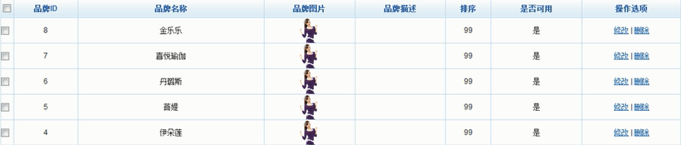 品牌ID 品牌名称 品牌图片 品牌描述 排序 是否可用 操作选项
8 金乐乐 99 是 修改 | 删除
7 喜悦瑜伽 99 是 修改 | 删除
6 丹碧斯 99 是 修改 | 删除
5 茜缇 99 是 修改 | 删除
4 伊朵莲 99 是 修改 | 删除